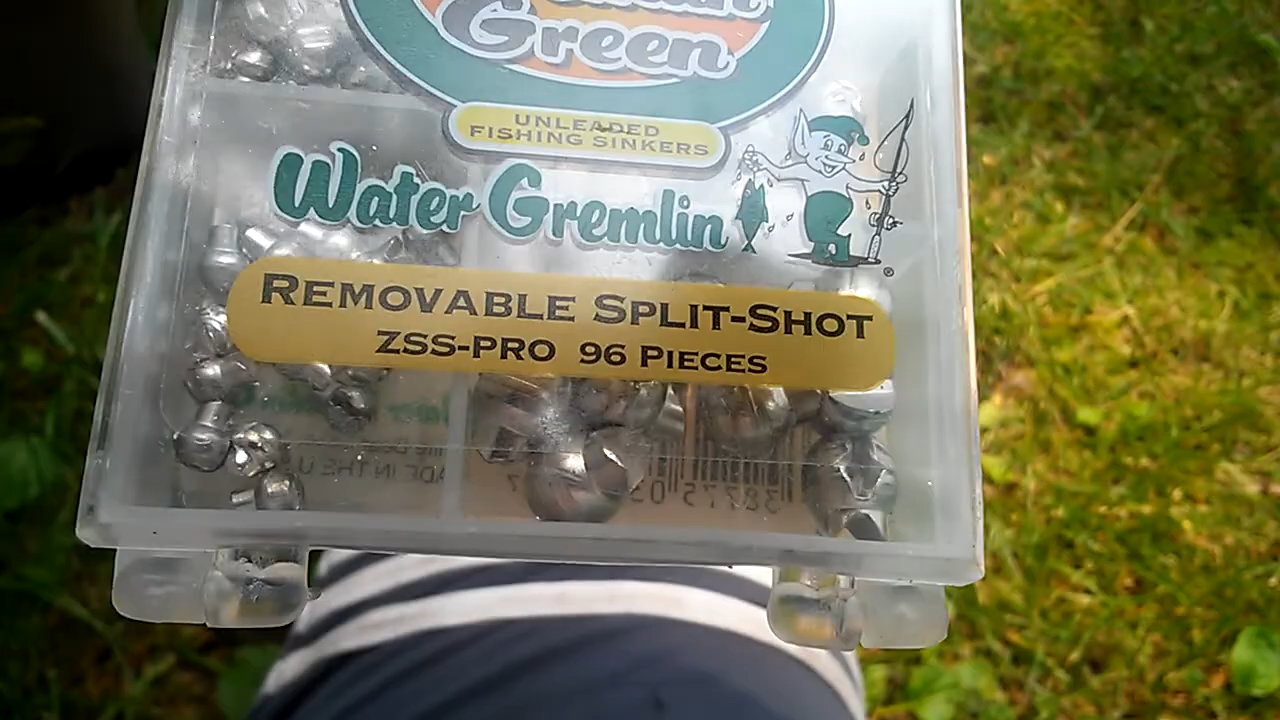 Green
UNLEADED
FISHING SINKERS
Water Gremlin
®
REMOVABLE SPLIT-SHOT
ZSS-PRO 96 PIECES